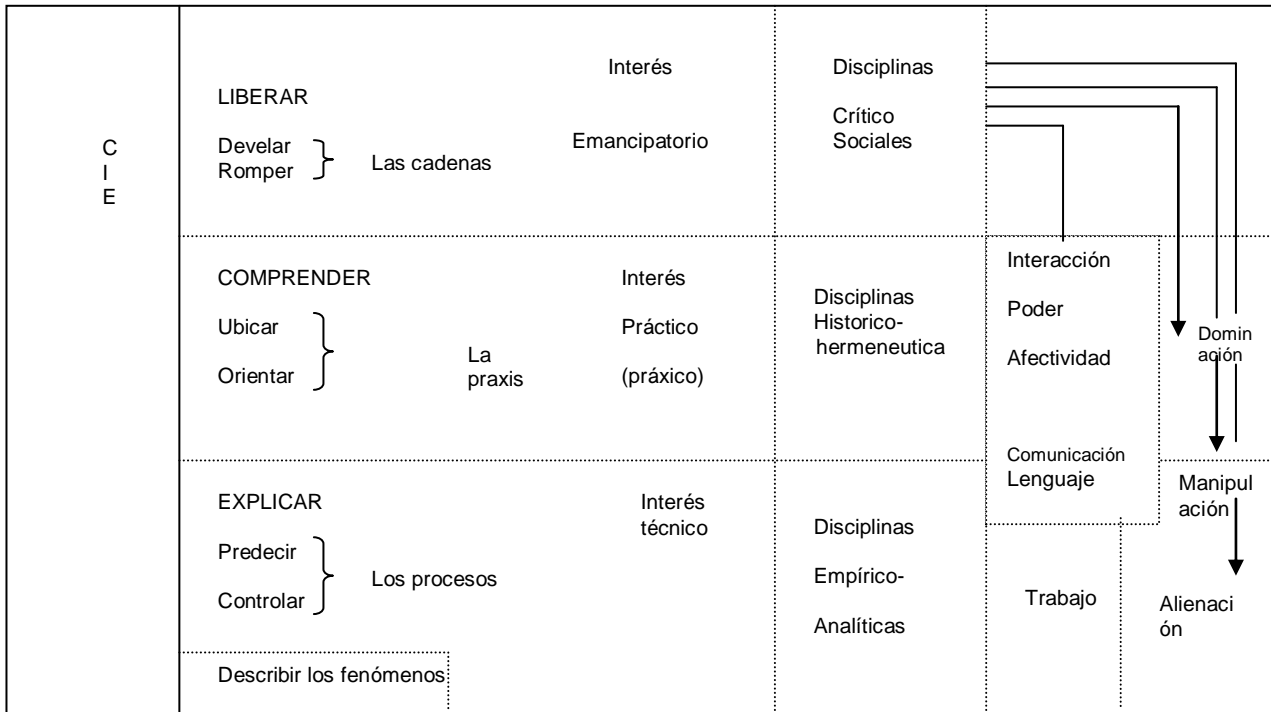 C
I
E
LIBERAR
Develar
Romper
Las cadenas
Interés
Emancipatorio
Disciplinas
Crítico
Sociales
COMPRENDER
Ubicar
Orientar
La
praxis
Interés
Práctico
(práxico)
Disciplinas
Historico-
hermeneutica
Interacción
Poder
Afectividad
Comunicación
Lenguaje
Domin
ación
EXPLICAR
Predecir
Controlar
Los procesos
Describir los fenómenos
Interés
técnico
Disciplinas
Empírico-
Analíticas
Trabajo
Manipul
ación
Alienaci
ón